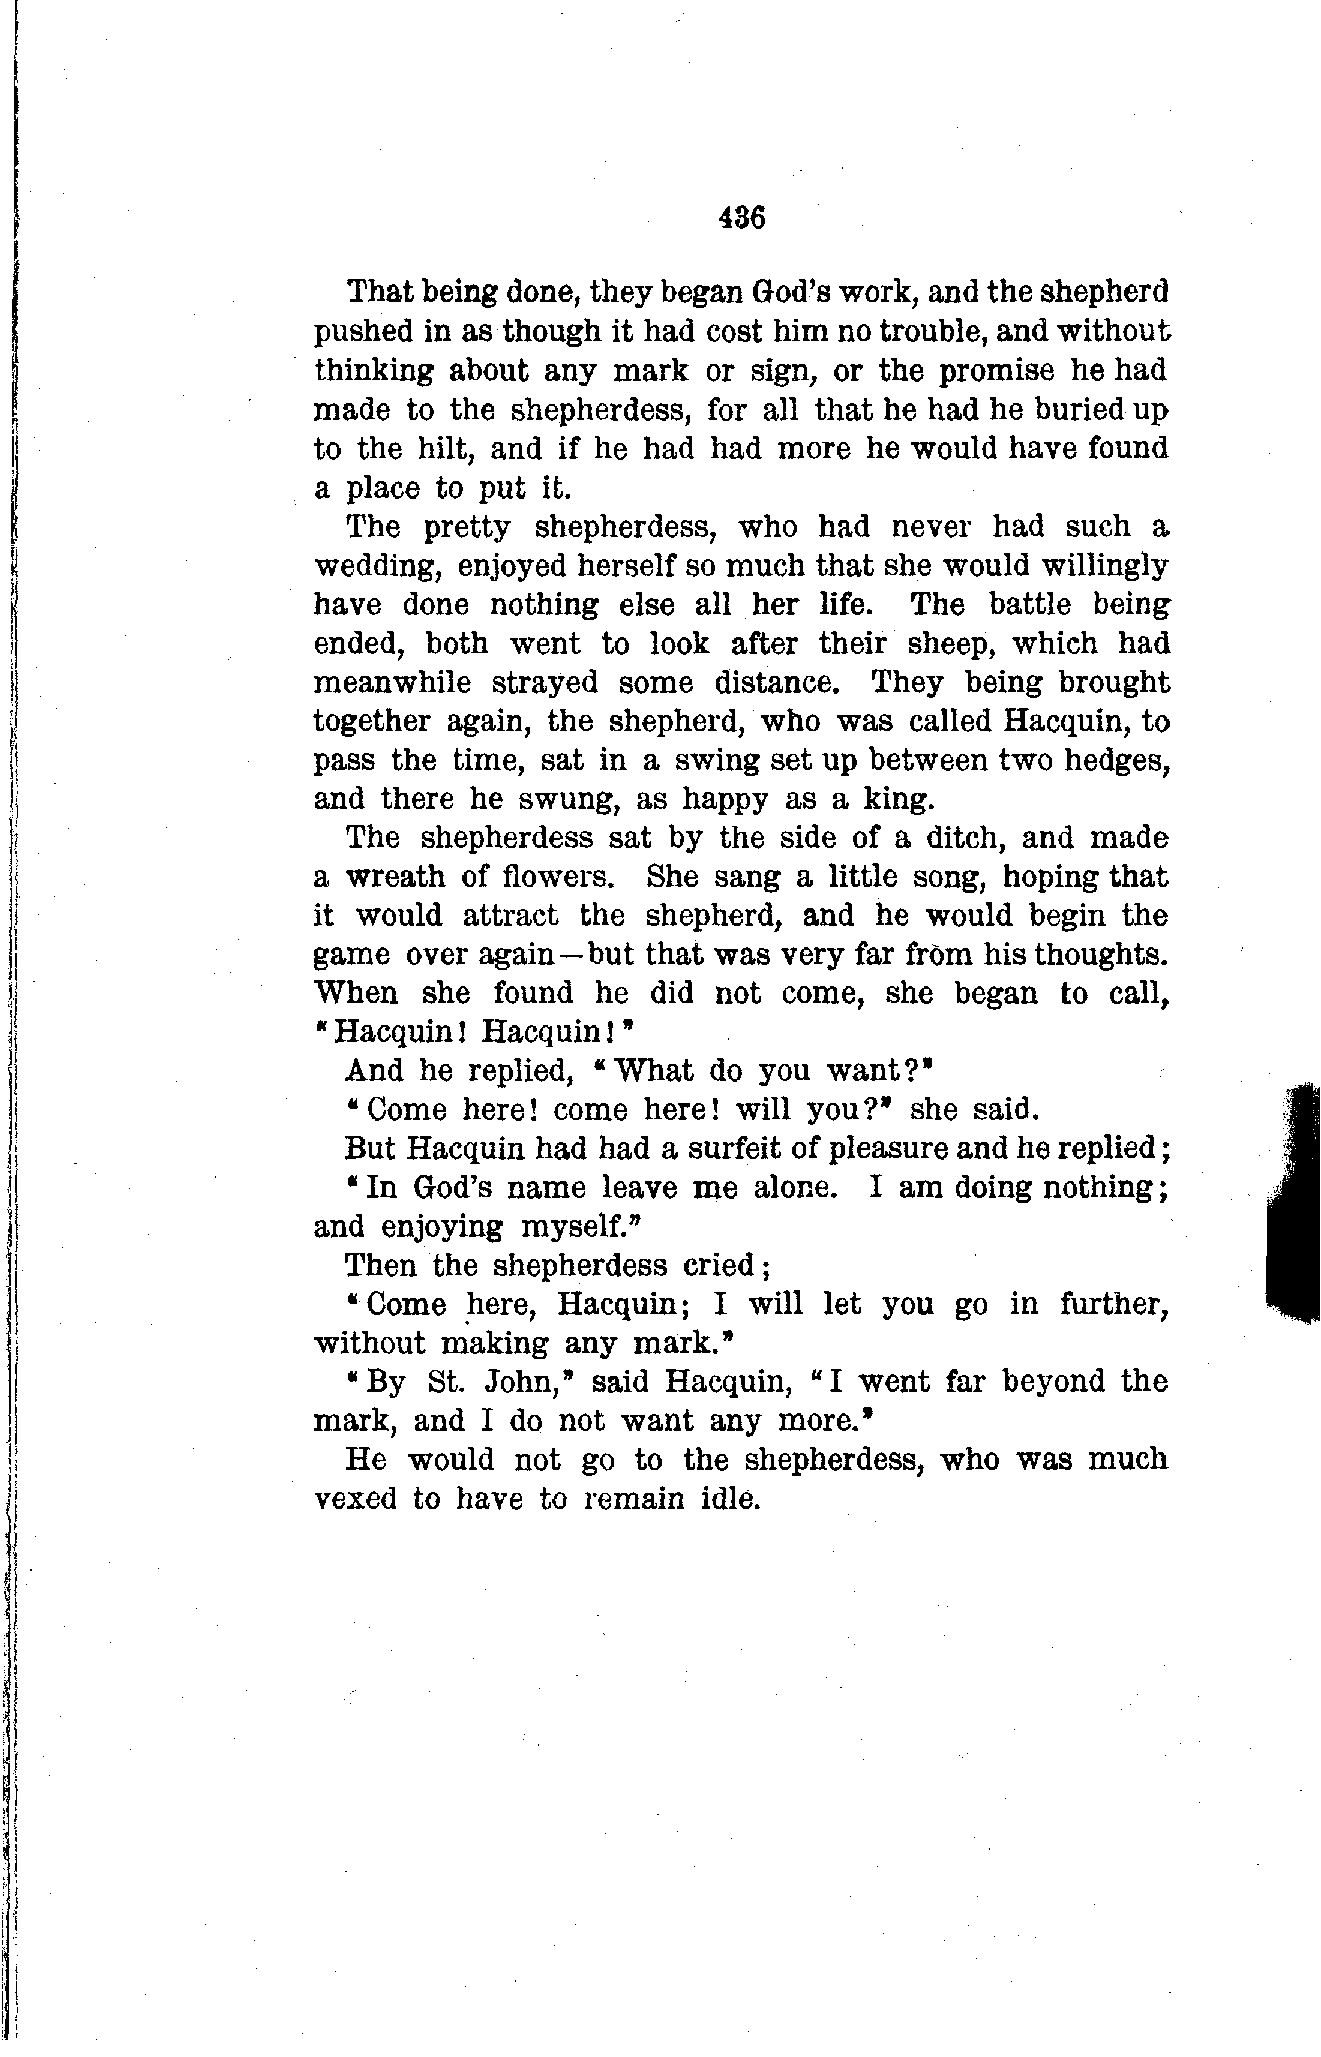 436
That being done, they began God's work, and the shepherd
pushed in as though it had cost him no trouble, and without
thinking about any mark or sign, or the promise he had
made to the shepherdess, for all that he had he buried up
to the hilt, and if he had had more he would have found
a place to put it.
The pretty shepherdess, who had never had such a
wedding, enjoyed herself so much that she would willingly
have done nothing else all her life. The battle being
ended, both went to look after their sheep, which had
meanwhile strayed some distance. They being brought
together again, the shepherd, who was called Hacquin, to
pass the time, sat in a swing set up between two hedges,
and there he swung, as happy as a king.
The shepherdess sat by the side of a ditch, and made
a wreath of flowers. She sang a little song, hoping that
it would attract the shepherd, and he would begin the
game over again—but that was very far from his thoughts.
When she found he did not come, she began to call,
"Hacquin! Hacquin!"
And he replied, "What do you want?"
"Come here! come here! will you?" she said.
But Hacquin had had a surfeit of pleasure and he replied;
"In God's name leave me alone. I am doing nothing;
and enjoying myself."
Then the shepherdess cried;
"Come here, Hacquin; I will let you go in further,
without making any mark."
"By St. John," said Hacquin, "I went far beyond the
mark, and I do not want any more."
He would not go to the shepherdess, who was much
vexed to have to remain idle.